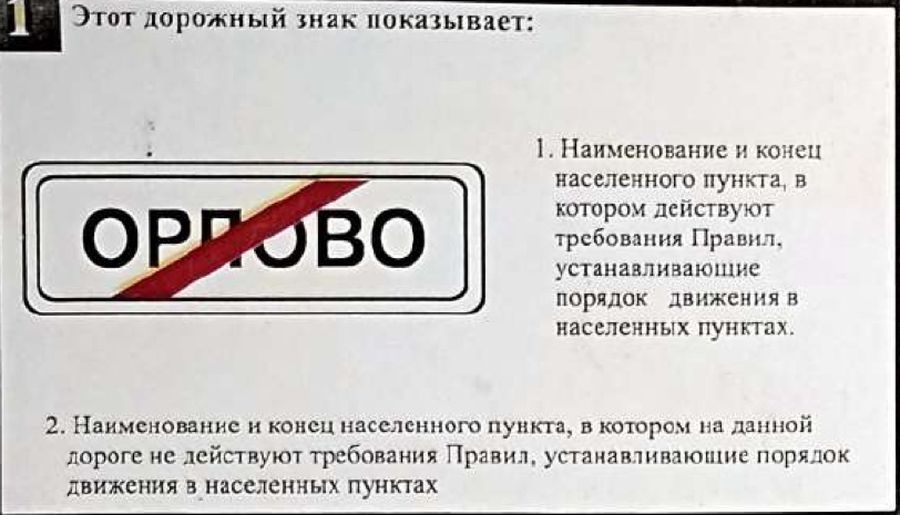 1 Этот дорожный знак показывает:
ОРЛОВО
1. Наименование и конец
населенного пункта, в
котором действуют
требования Правил,
устанавливающие
порядок движения в
населенных пунктах.
2. Наименование и конец населенного пункта, в котором на данной
дороге не действуют требования Правил, устанавливающие порядок
движения в населенных пунктах